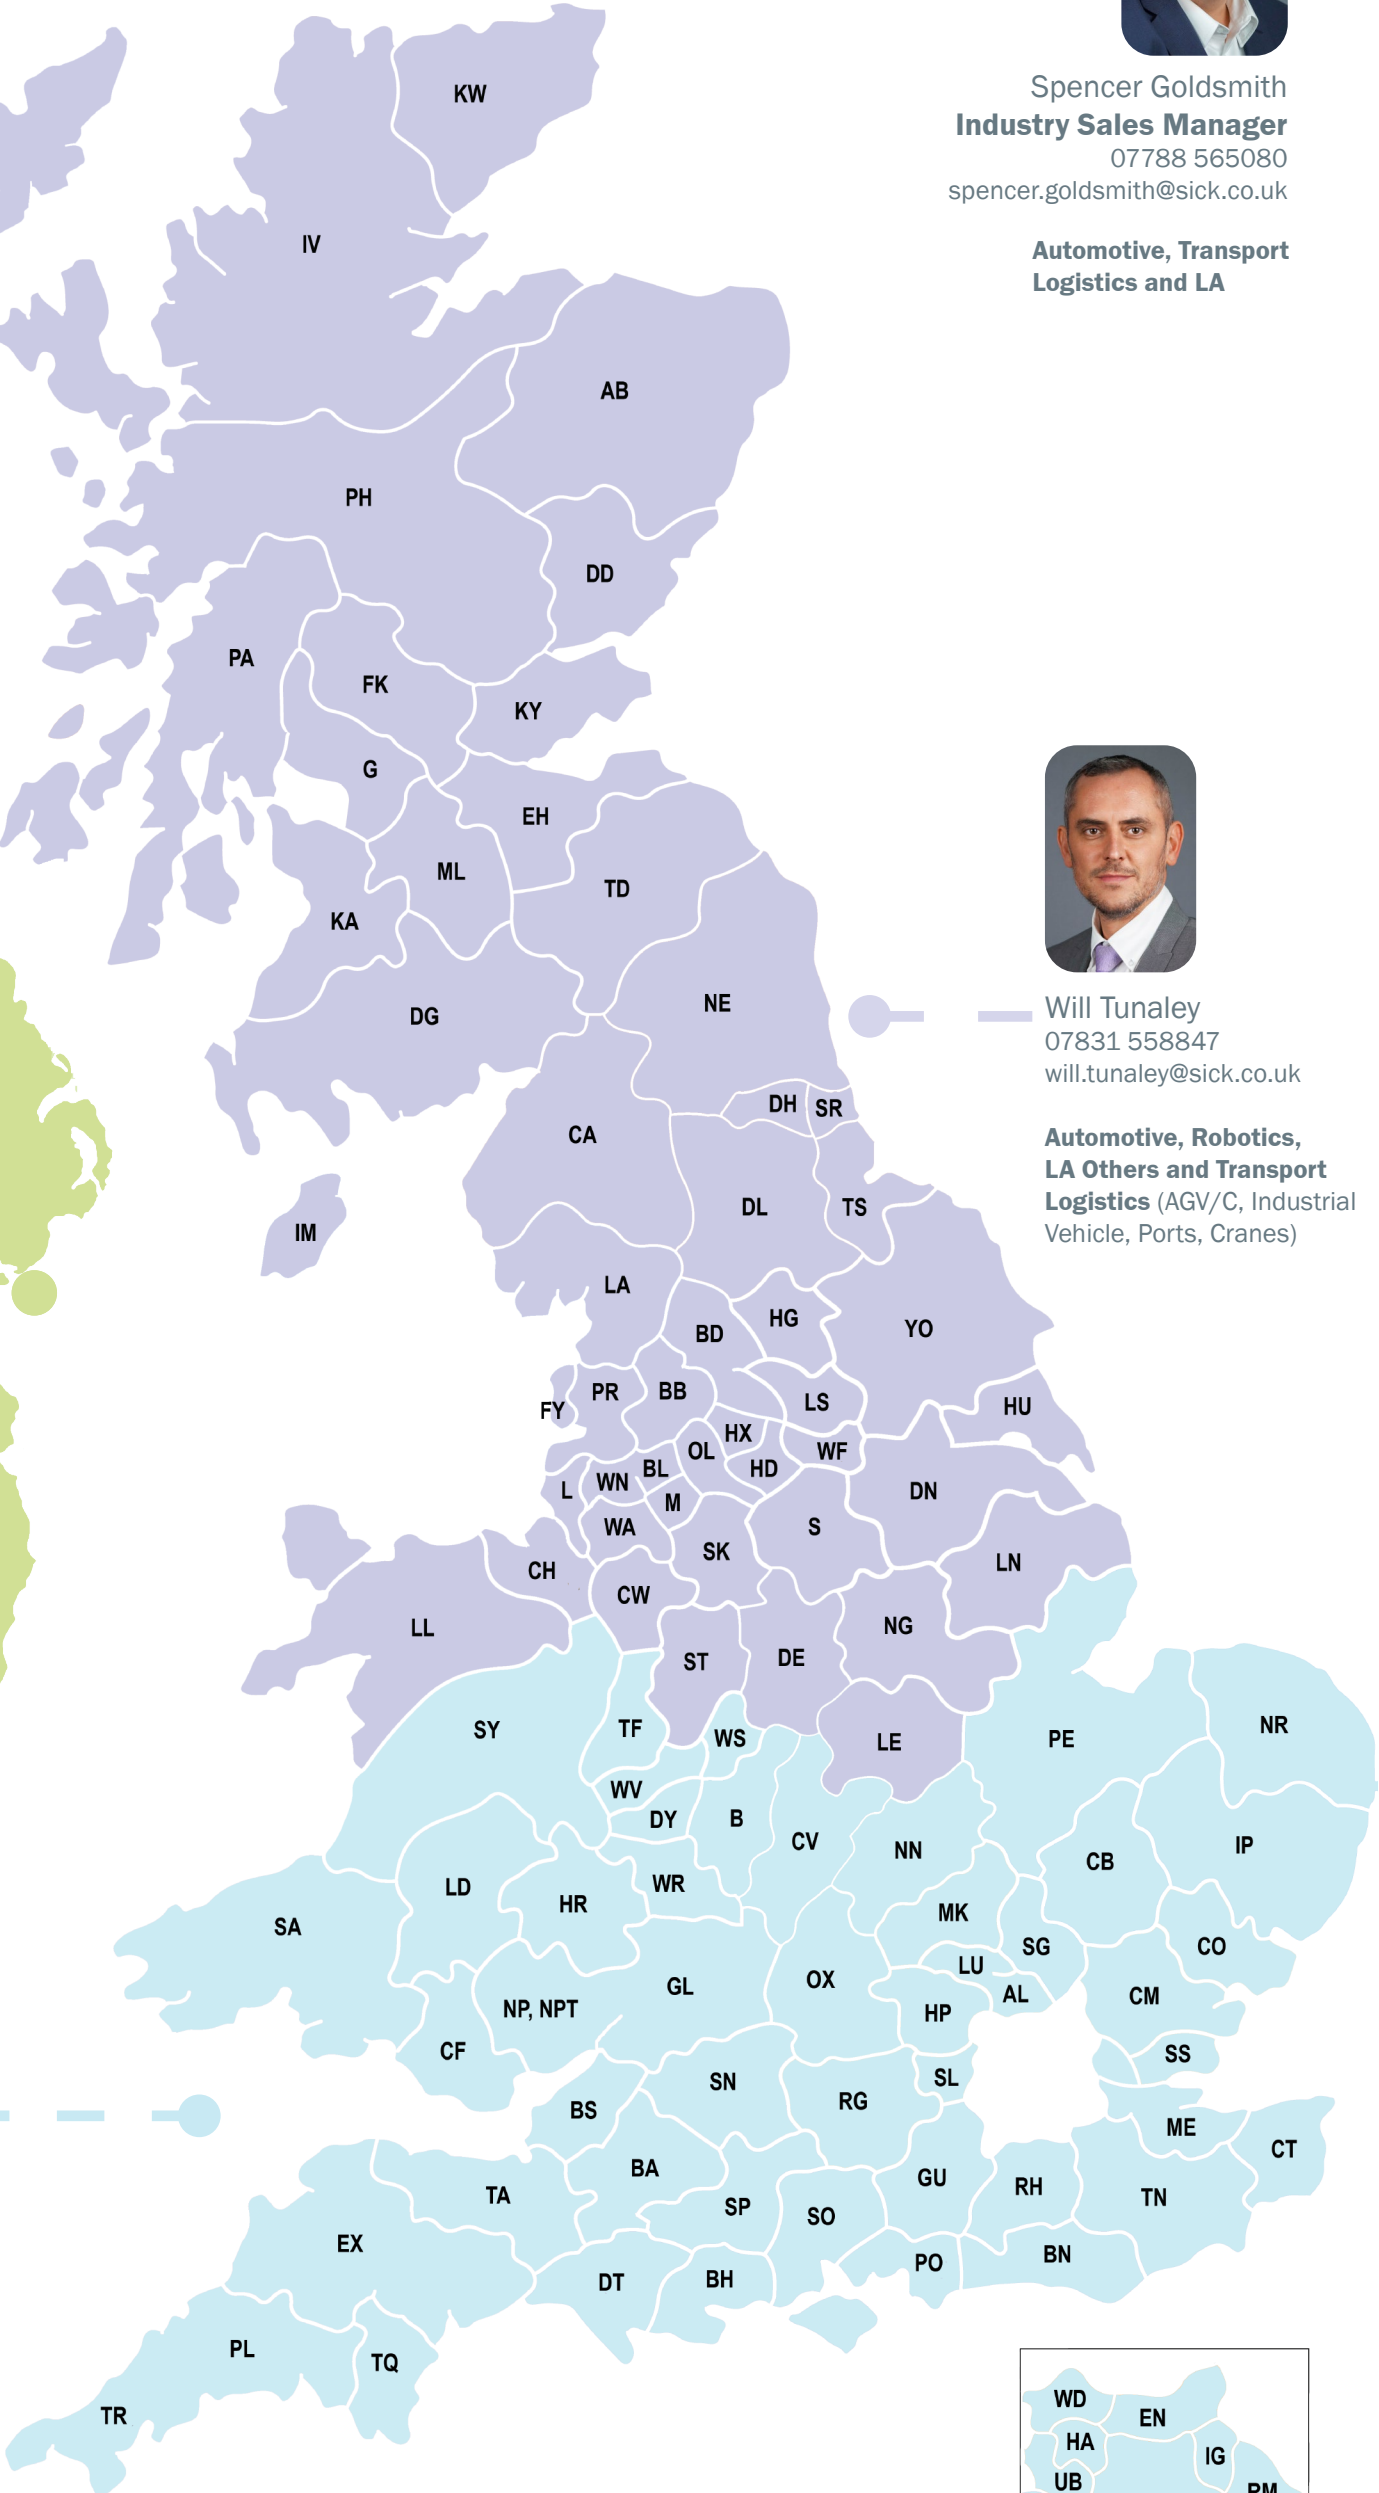 Spencer Goldsmith
Industry Sales Manager
07788 565080
spencer.goldsmith@sick.co.uk
Automotive, Transport
Logistics and LA
KW
IV
AB
PH
DD
PA
FK
KY
G
EH
ML
TD
KA
NE
DG
Will Tunaley
07831 558847
will.tunaley@sick.co.uk
Automotive, Robotics,
LA Others and Transport
Logistics (AGV/C, Industrial
Vehicle, Ports, Cranes)
DH
SR
CA
DL
TS
IM
LA
HG
BD
YO
PR
BB
FY
LS
HU
HX
OL
WF
BL
HD
WN
L
M
DN
WA
S
SK
LN
CH
CW
LL
NG
ST
DE
SY
TF
WS
LE
PE
NR
WV
DY
B
CV
NN
CB
IP
LD
WR
HR
SA
MK
SG
CO
LU
OX
GL
AL
CM
NP, NPT
HP
CF
SS
SL
SN
RG
BS
ME
CT
BA
GU
RH
TN
TA
SP
SO
EX
BN
PO
DT
BH
PL
TQ
TR
WD
EN
HA
IG
UB
RM